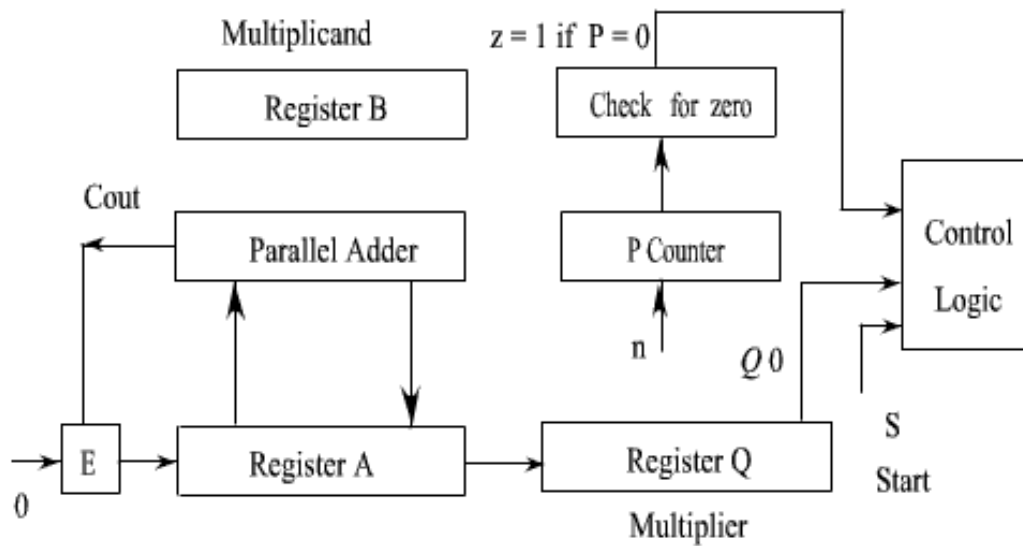 Multiplicand
z = 1 if P = 0
Register B
Check for zero
Cout
Parallel Adder
P Counter
Control
Logic
n
Q 0
E
Register A
Register Q
S
Start
0
Multiplier